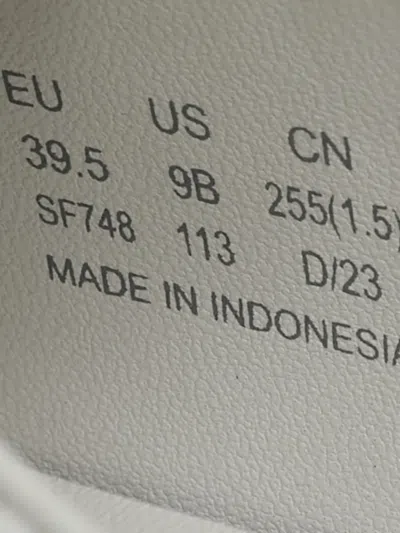 EU US CN
39.5 9B 255(1.5)
SF748 113 D/23
MADE IN INDONESIA